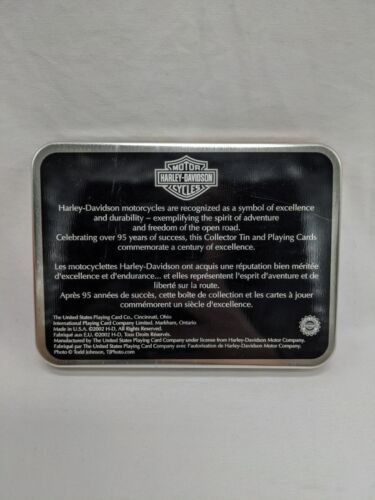 MOTOR
HARLEY-DAVIDSON
CYCLES
Harley-Davidson motorcycles are recognized as a symbol of excellence
and durability – exemplifying the spirit of adventure
and freedom of the open road.
Celebrating over 95 years of success, this Collector Tin and Playing Cards
commemorate a century of excellence.
Les motocyclettes Harley-Davidson ont acquis une réputation bien méritée
d'excellence et d'endurance... et elles représentent l'esprit d'aventure et de
liberté sur la route.
Après 95 années de succès, cette boîte de collection et les cartes à jouer
commémorent un siècle d'excellence.
The United States Playing Card Co., Cincinnati, Ohio
International Playing Card Company Limited. Markham, Ontario
Made in U.S.A. ©2002 H-D, All Rights Reserved.
Fabriqué aux E.U. ©2002 H-D, Tous Droits Réservés.
Manufactured by The United States Playing Card Company under license from Harley-Davidson Motor Company.
Fabriqué par The United States Playing Card Company avec l'autorisation de Harley-Davidson Motor Company.
Photo © Todd Johnson, TJPhoto.com